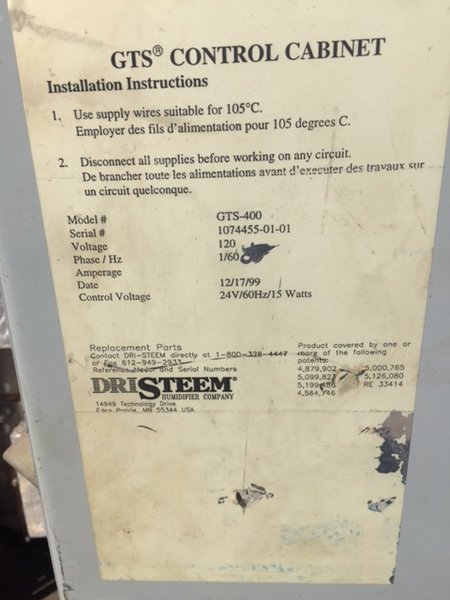 GTS® CONTROL CABINET
Installation Instructions
1. Use supply wires suitable for 105°C.
Employer des fils d'alimentation pour 105 degrees C.
2. Disconnect all supplies before working on any circuit.
De brancher toute les alimentations avant d'executer des travaux sur
un circuit quelconque.
Model # GTS-400
Serial # 1074455-01-01
Voltage 120
Phase / Hz 1/60
Amperage
Date 12/17/99
Control Voltage 24V/60Hz/15 Watts
Replacement Parts
Contact DRI-STEEM directly at 1-800-328-4447
or Fax 612-949-2933
Reference Model and Serial Numbers
DRISTEEM®
HUMIDIFIER COMPANY
14949 Technology Drive
Eden Prairie, MN 55344 USA
Product covered by one or
more of the following
patents:
4,879,902 5,000,765
5,099,823 5,126,080
5,199,486 RE 33414
4,564,746